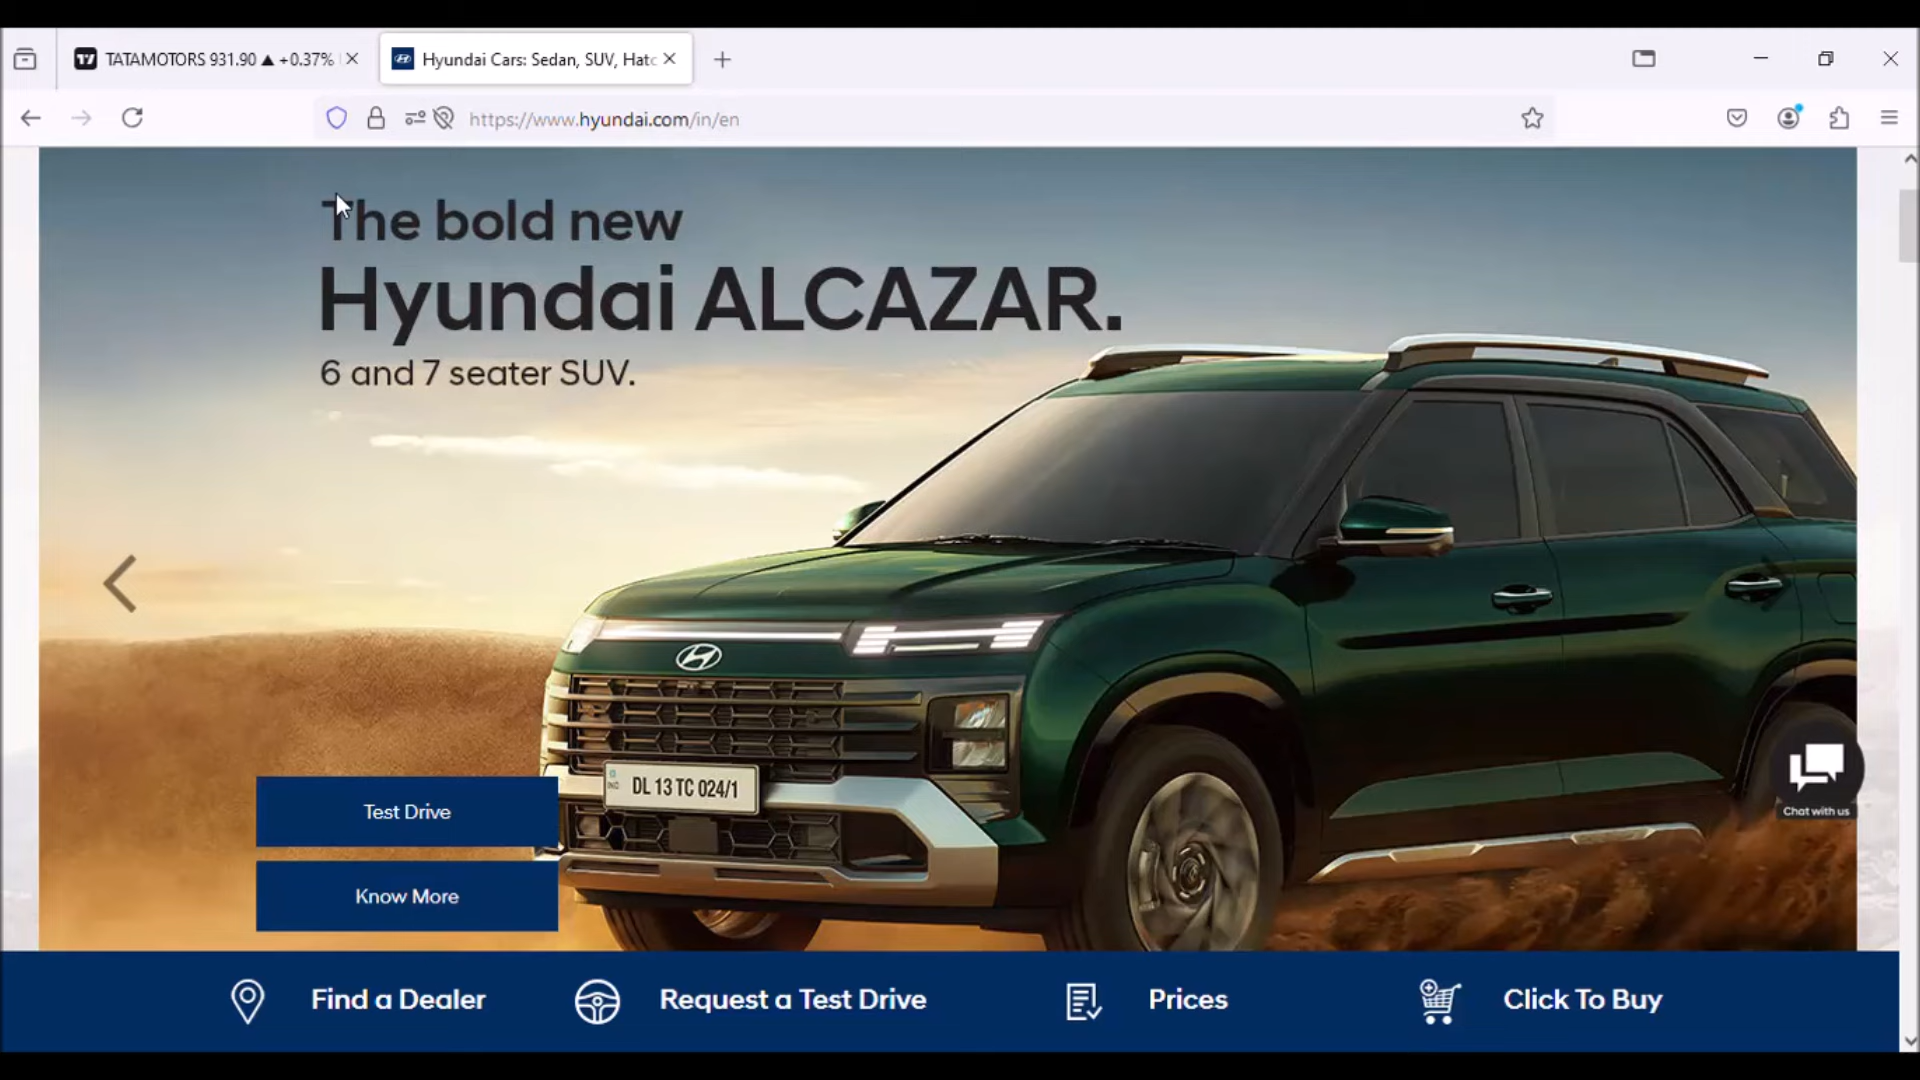 TATAMOTORS 931.90 ▲ +0.37%
Hyundai Cars: Sedan, SUV, Hatc
https://www.hyundai.com/in/en
The bold new
Hyundai ALCAZAR.
6 and 7 seater SUV.
DL 13 TC 024/1
Test Drive
Know More
Chat with us
Find a Dealer
Request a Test Drive
Prices
Click To Buy